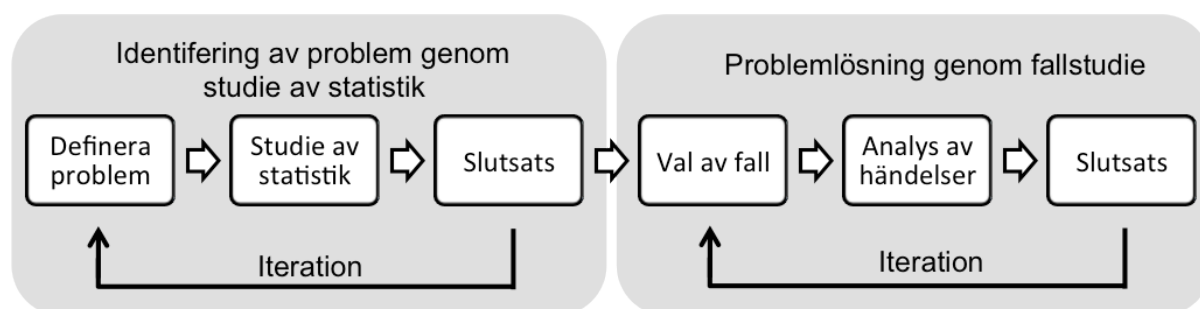 Identifering av problem genom
studie av statistik
Definera
problem
Studie av
statistik
Slutsats
Iteration
Problemlösning genom fallstudie
Val av fall
Analys av
händelser
Slutsats
Iteration